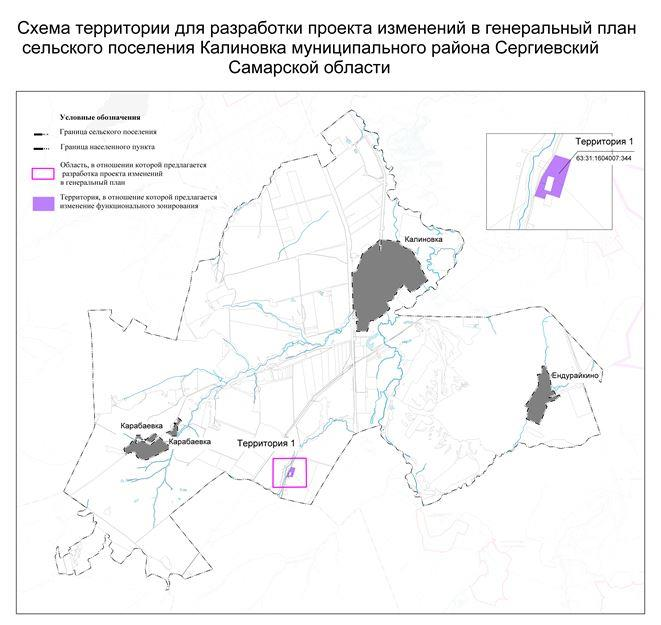 Схема территории для разработки проекта изменений в генеральный план
сельского поселения Калиновка муниципального района Сергиевский
Самарской области
Условные обозначения
Граница сельского поселения
Граница населенного пункта
Область, в отношении которой предлагается
разработка проекта изменений
в генеральный план
Территория, в отношение которой предлагается
изменение функционального зонирования
Территория 1
63:31:1604007:344
Калиновка
Ендурайкино
Карабаевка
Карабаевка
Территория 1